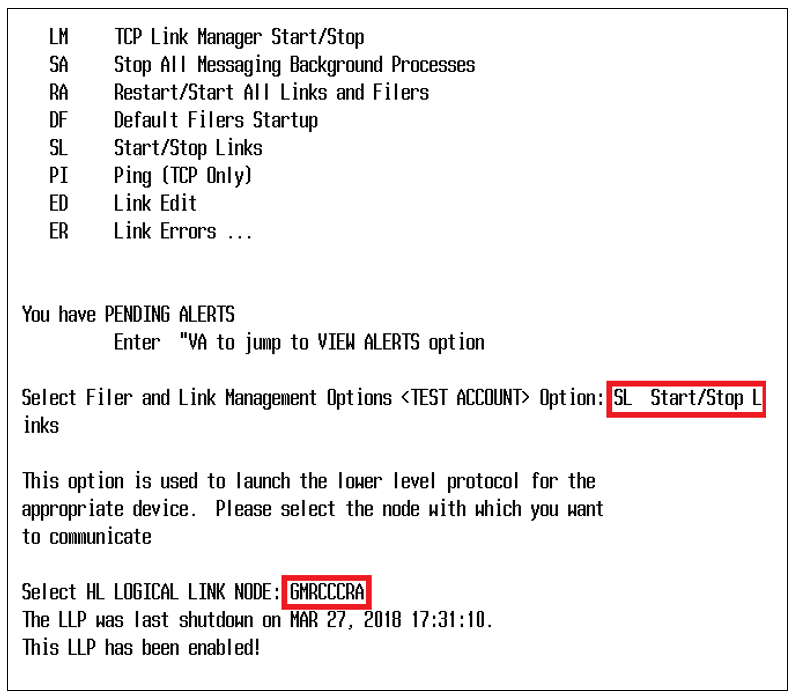 LM TCP Link Manager Start/Stop
SA Stop All Messaging Background Processes
RA Restart/Start All Links and Filers
DF Default Filers Startup
SL Start/Stop Links
PI Ping (TCP Only)
ED Link Edit
ER Link Errors ...
You have PENDING ALERTS
Enter "VA to jump to VIEW ALERTS option
Select Filer and Link Management Options <TEST ACCOUNT> Option: SL Start/Stop L
inks
This option is used to launch the lower level protocol for the
appropriate device. Please select the node with which you want
to communicate
Select HL LOGICAL LINK NODE: GMRCCCRA
The LLP was last shutdown on MAR 27, 2018 17:31:10.
This LLP has been enabled!